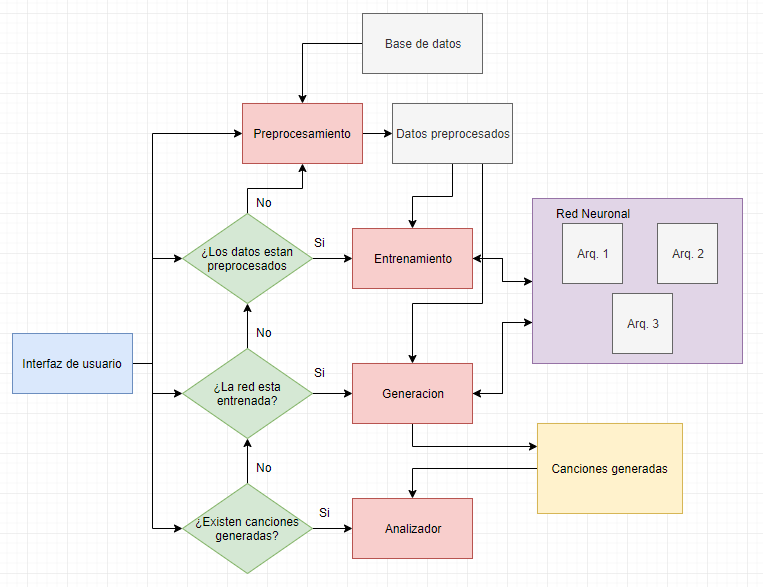 Base de datos
Preprocesamiento
Datos preprocesados
No
¿Los datos estan
preprocesados
Si
Entrenamiento
Red Neuronal
Arq. 1
Arq. 2
Arq. 3
No
Interfaz de usuario
¿La red esta
entrenada?
Si
Generacion
No
Canciones generadas
¿Existen canciones
generadas?
Si
Analizador